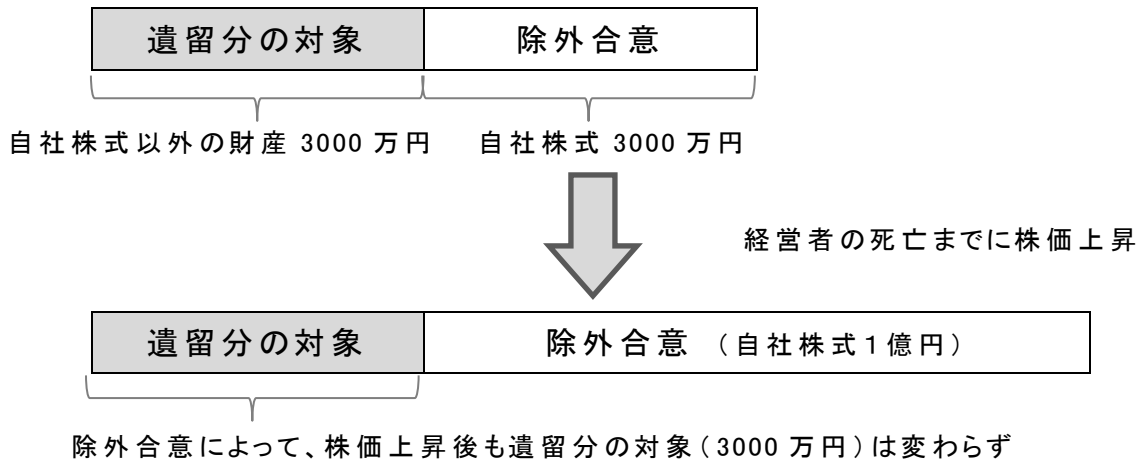 遺留分の対象 除外合意
自社株式以外の財産 3000 万円 自社株式 3000 万円
経営者の死亡までに株価上昇
遺留分の対象 除外合意 （自社株式１億円）
除外合意によって、株価上昇後も遺留分の対象（3000 万円）は変わらず